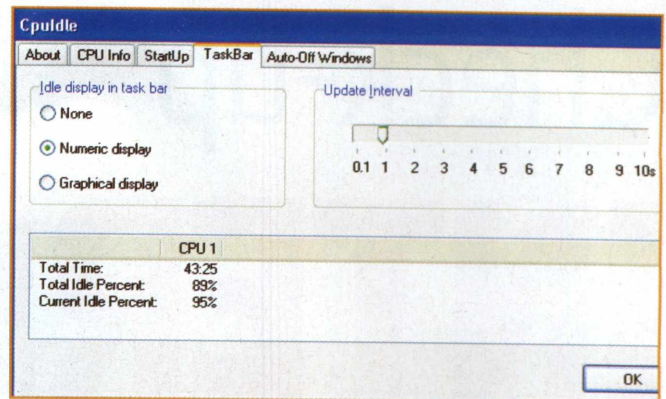 CpuIdle
About CPU Info StartUp TaskBar Auto-Off Windows
Idle display in task bar
None
Numeric display
Graphical display
Update Interval
0.1 1 2 3 4 5 6 7 8 9 10s
CPU 1
Total Time: 43:25
Total Idle Percent: 89%
Current Idle Percent: 95%
OK